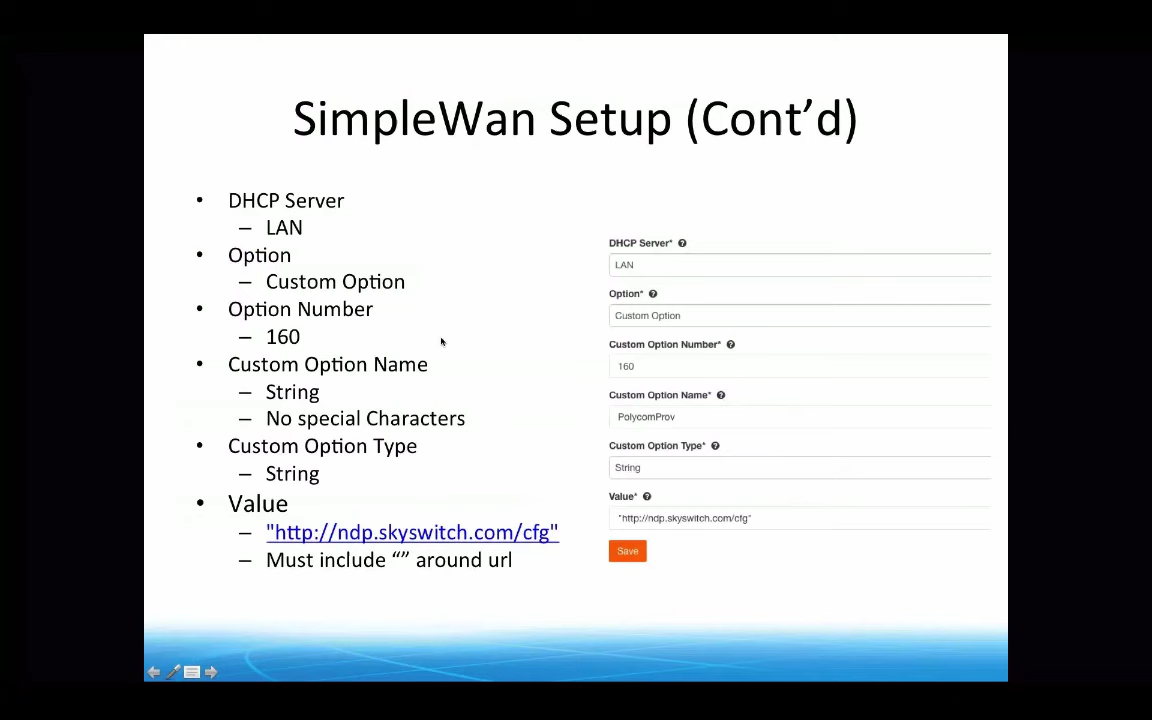 SimpleWan Setup (Cont’d)
• DHCP Server
– LAN
• Option
– Custom Option
• Option Number
– 160
• Custom Option Name
– String
– No special Characters
• Custom Option Type
– String
• Value
– "http://ndp.skyswitch.com/cfg"
– Must include “” around url
DHCP Server*
LAN
Option*
Custom Option
Custom Option Number*
160
Custom Option Name*
PolycomProv
Custom Option Type*
String
Value*
"http://ndp.skyswitch.com/cfg"
Save